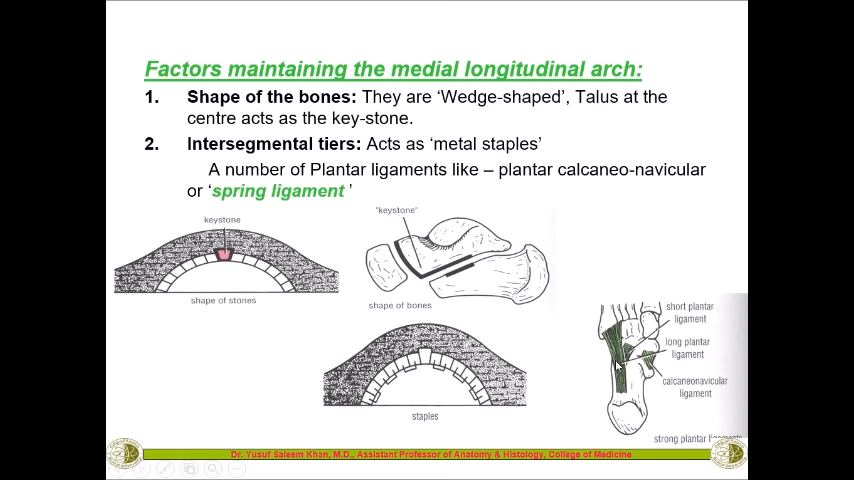 Factors maintaining the medial longitudinal arch:
1. Shape of the bones: They are ‘Wedge-shaped’, Talus at the
centre acts as the key-stone.
2. Intersegmental tiers: Acts as ‘metal staples’
A number of Plantar ligaments like – plantar calcaneo-navicular
or ‘spring ligament ’
keystone
shape of stones
"keystone"
shape of bones
staples
short plantar
ligament
long plantar
ligament
calcaneonavicular
ligament
strong plantar
Dr. Yusuf Saleem Khan, M.D., Assistant Professor of Anatomy & Histology, College of Medicine